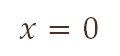 x = 0